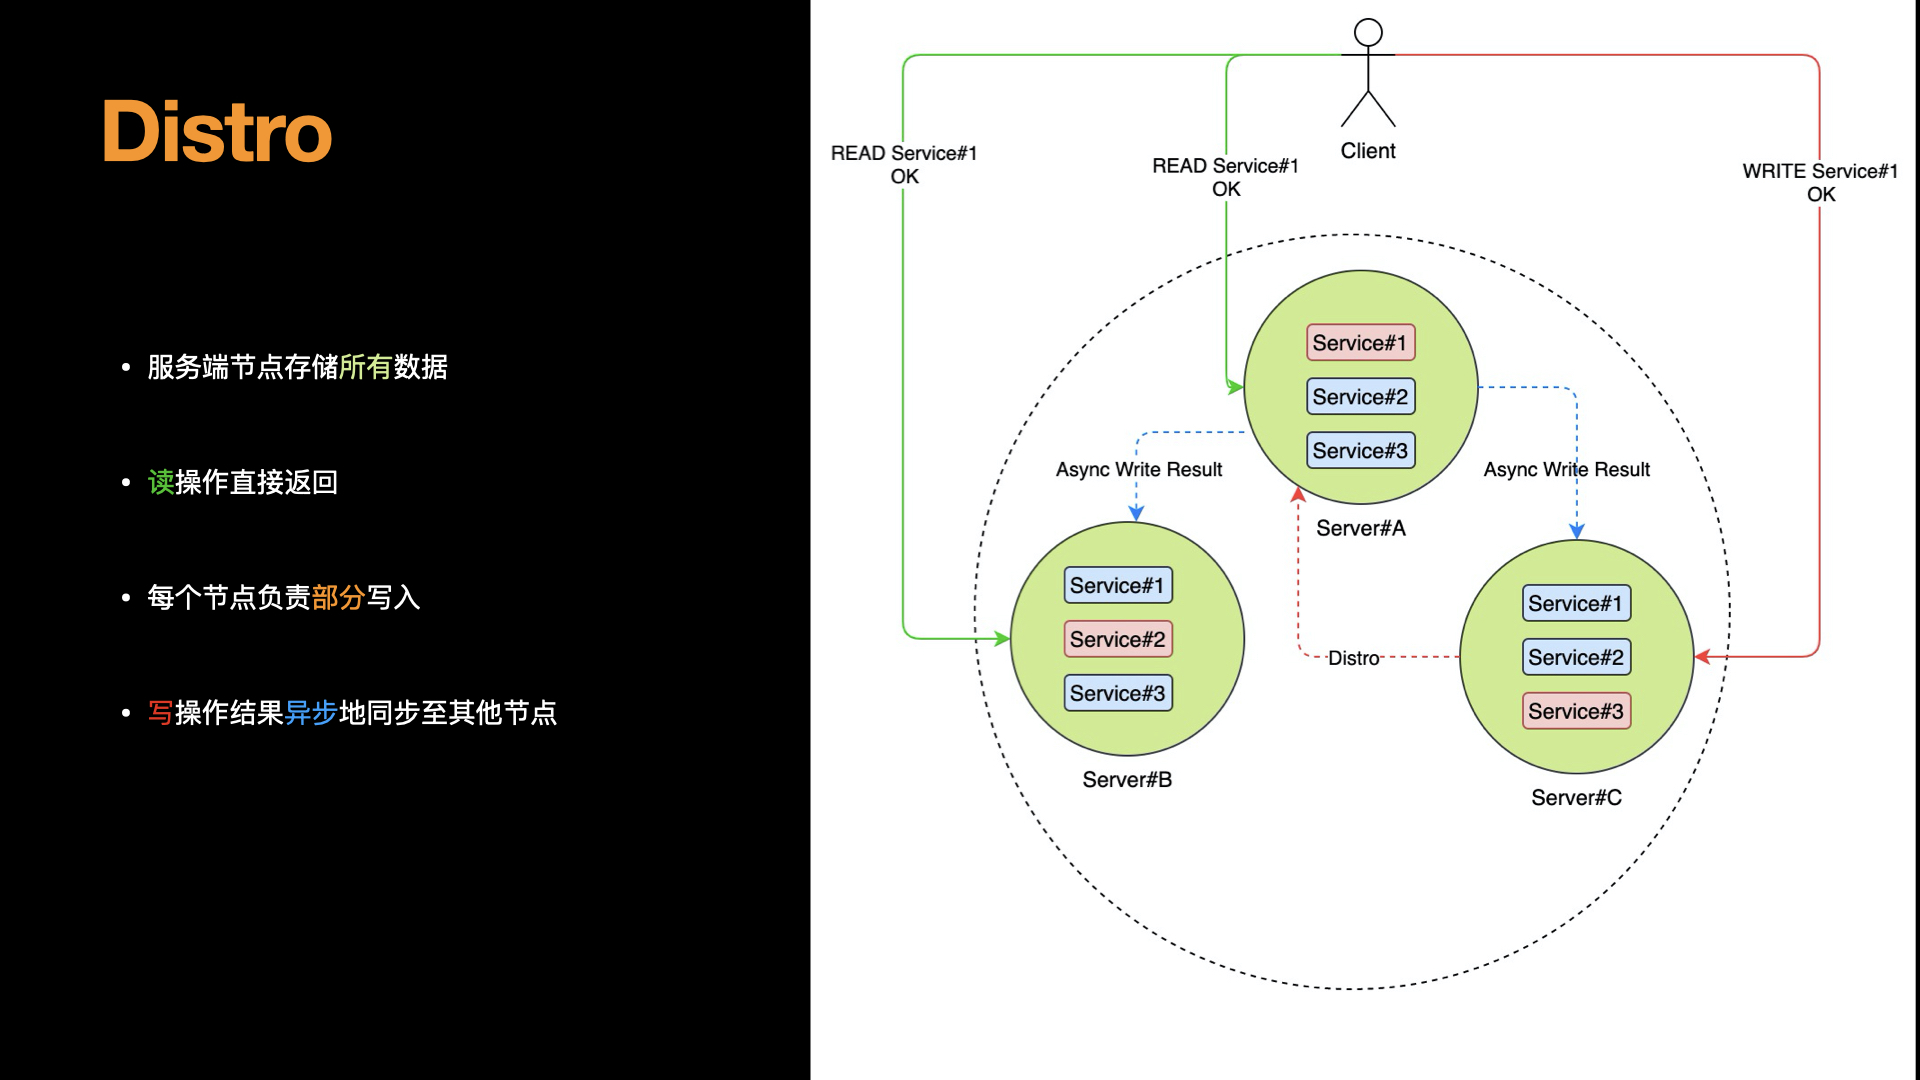 Distro
服务端节点存储所有数据
读操作直接返回
每个节点负责部分写入
写操作结果异步地同步至其他节点
Client
READ Service#1
OK
READ Service#1
OK
WRITE Service#1
OK
Service#1
Service#2
Service#3
Server#A
Async Write Result
Async Write Result
Service#1
Service#2
Service#3
Server#B
Distro
Service#1
Service#2
Service#3
Server#C